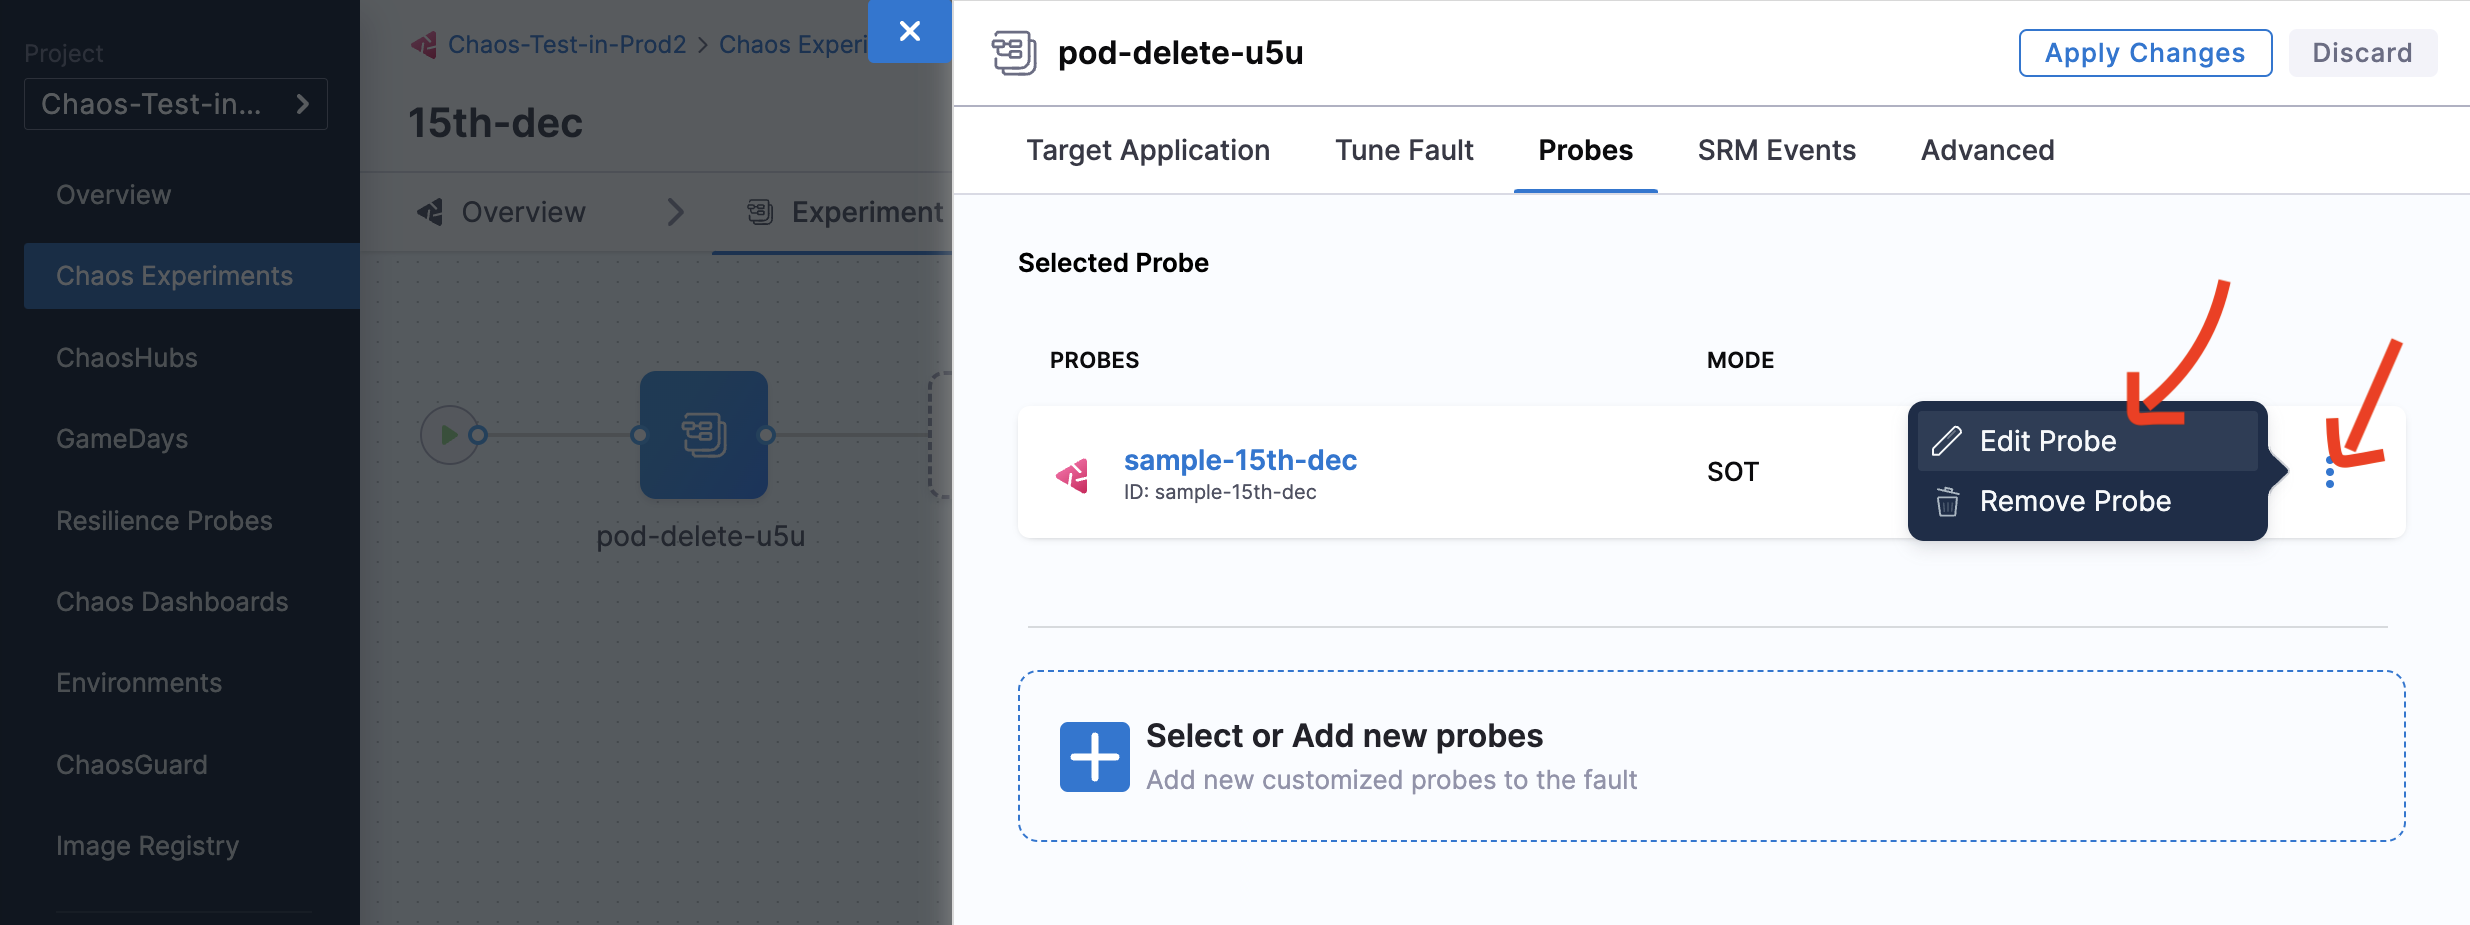 Project
Chaos-Test-in...
Overview
Chaos Experiments
ChaosHubs
GameDays
Resilience Probes
Chaos Dashboards
Environments
ChaosGuard
Image Registry
Chaos-Test-in-Prod2 > Chaos Experi
15th-dec
Overview
Experiment
pod-delete-u5u
pod-delete-u5u
Apply Changes
Discard
Target Application
Tune Fault
Probes
SRM Events
Advanced
Selected Probe
PROBES
MODE
sample-15th-dec
ID: sample-15th-dec
SOT
Edit Probe
Remove Probe
Select or Add new probes
Add new customized probes to the fault